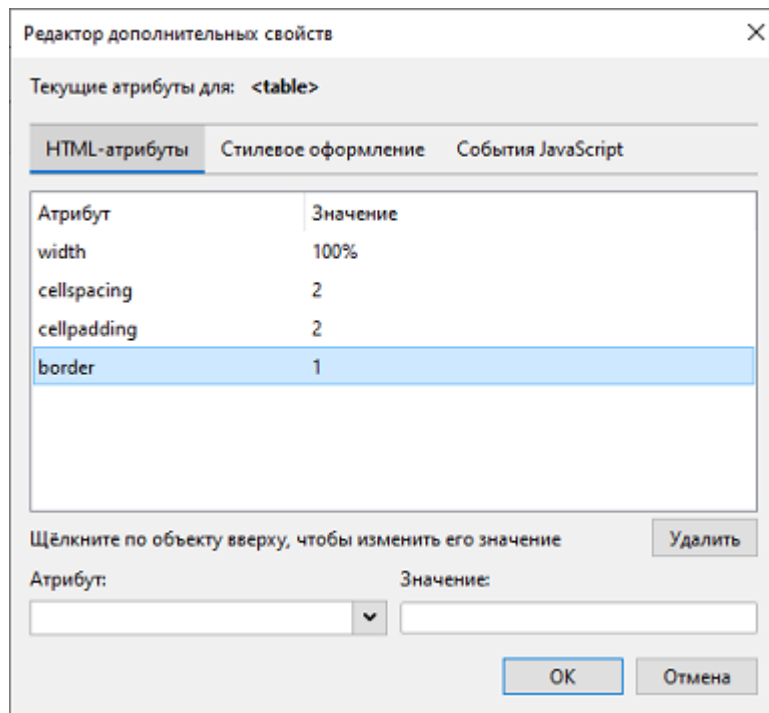 Редактор дополнительных свойств
Текущие атрибуты для: <table>
HTML-атрибуты Стилевое оформление События JavaScript
Атрибут Значение
width 100%
cellspacing 2
cellpadding 2
border 1
Щёлкните по объекту вверху, чтобы изменить его значение Удалить
Атрибут: Значение:
ОК Отмена